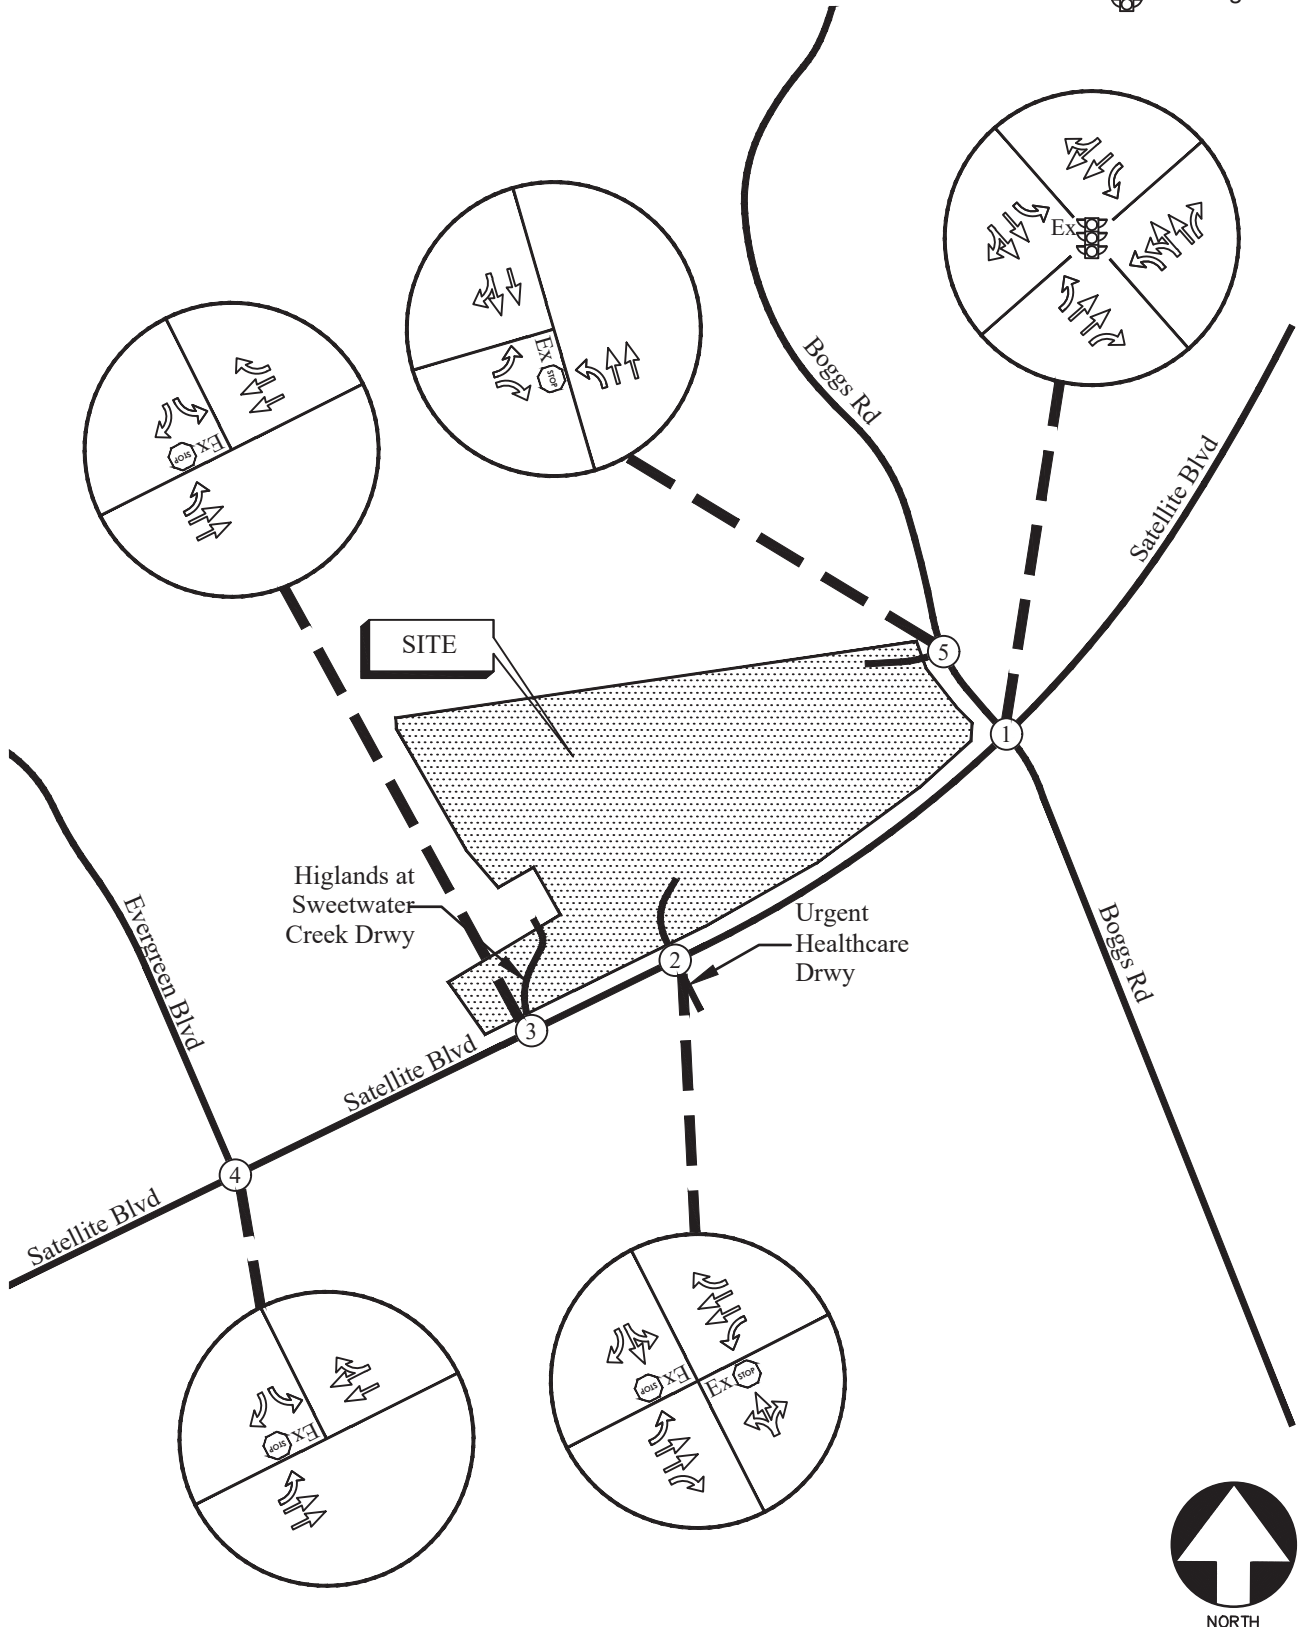 Ex
Boggs Rd
Ex
STOP
Satellite Blvd
Ex
STOP
SITE
5
1
Higlands at
Sweetwater
Creek Drwy
Urgent
Healthcare
Drwy
Evergreen Blvd
2
Boggs Rd
3
Satellite Blvd
4
Satellite Blvd
Ex
STOP
Ex
STOP
Ex
STOP
NORTH